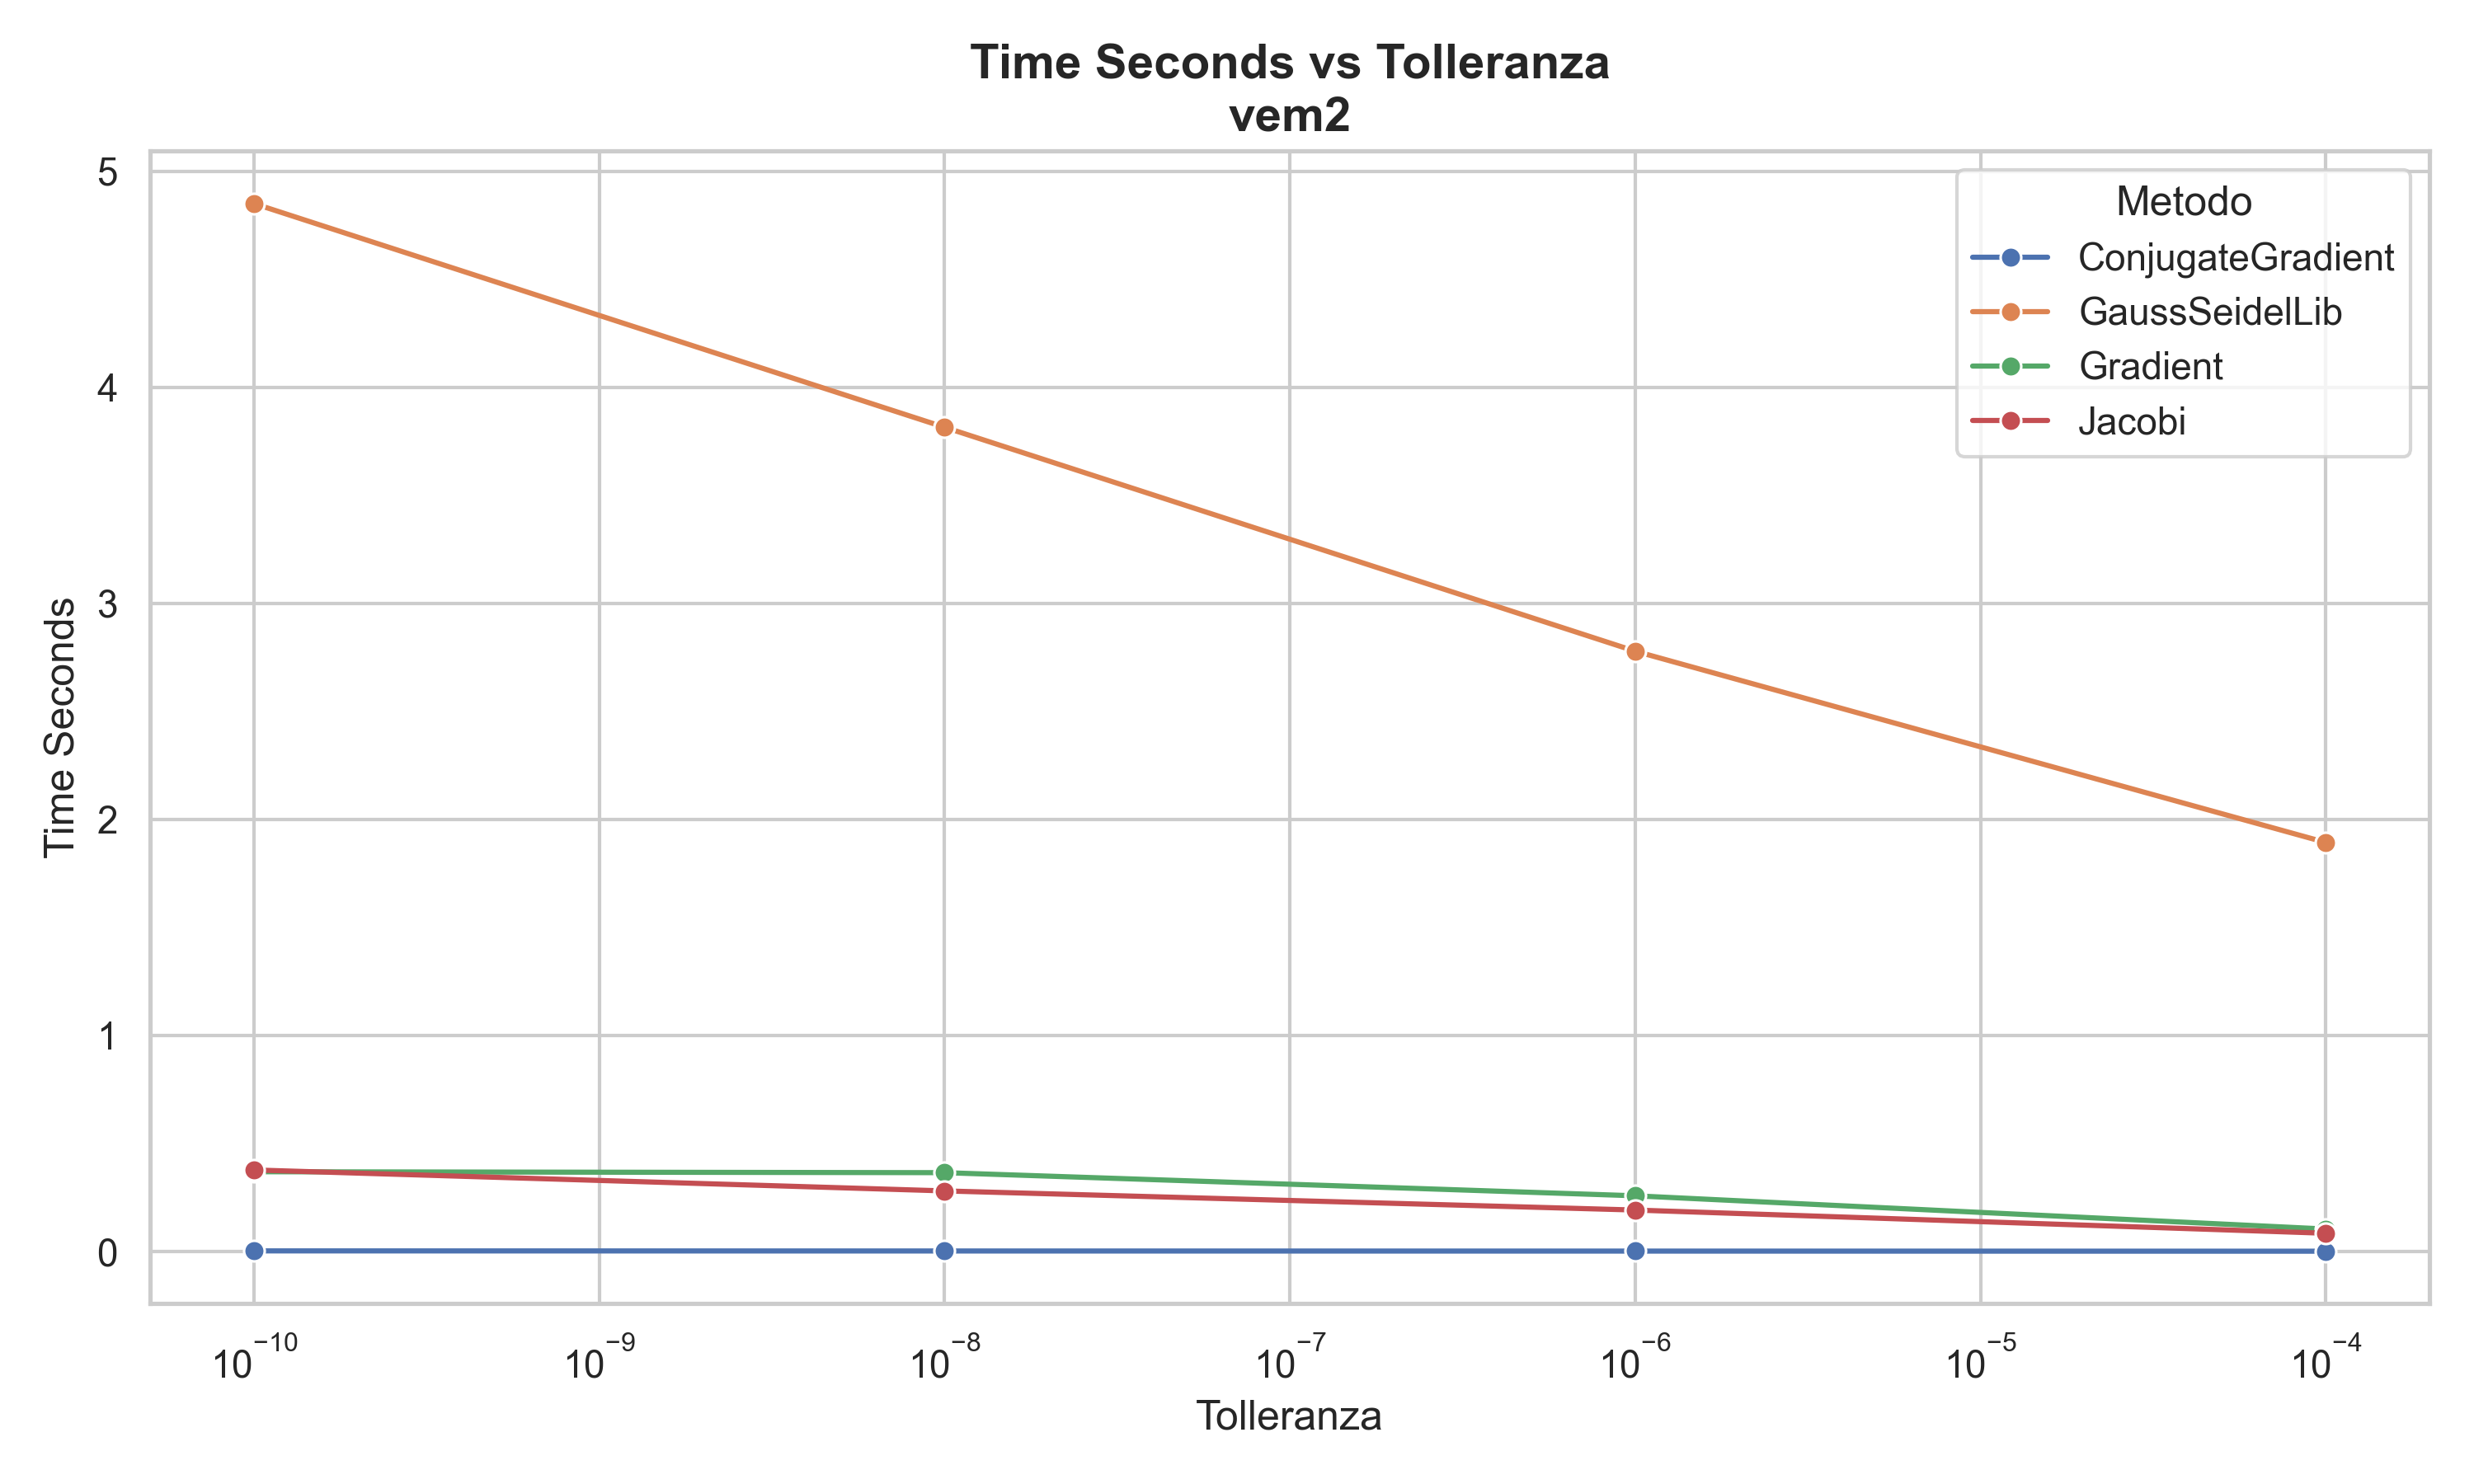 Time Seconds vs Tolleranza
vem2
Metodo
ConjugateGradient
GaussSeidelLib
Gradient
Jacobi
Time Seconds
5
4
3
2
1
0
10⁻¹⁰ 10⁻⁹ 10⁻⁸ 10⁻⁷ 10⁻⁶ 10⁻⁵ 10⁻⁴
Tolleranza